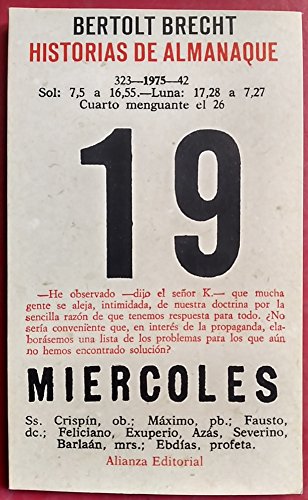 BERTOLT BRECHT
HISTORIAS DE ALMANAQUE
323—1975—42
Sol: 7,5 a 16,55.—Luna: 17,28 a 7,27
Cuarto menguante el 26
19
—He observado —dijo el señor K.— que mucha
gente se aleja, intimidada, de nuestra doctrina por la
sencilla razón de que tenemos respuesta para todo. ¿No
sería conveniente que, en interés de la propaganda, ela-
borásemos una lista de los problemas para los que aún
no hemos encontrado solución?
MIERCOLES
Ss. Crispín, ob.; Máximo, pb.; Fausto,
dc.; Feliciano, Exuperio, Azás, Severino,
Barlaán, mrs.; Ebdías, profeta.
Alianza Editorial